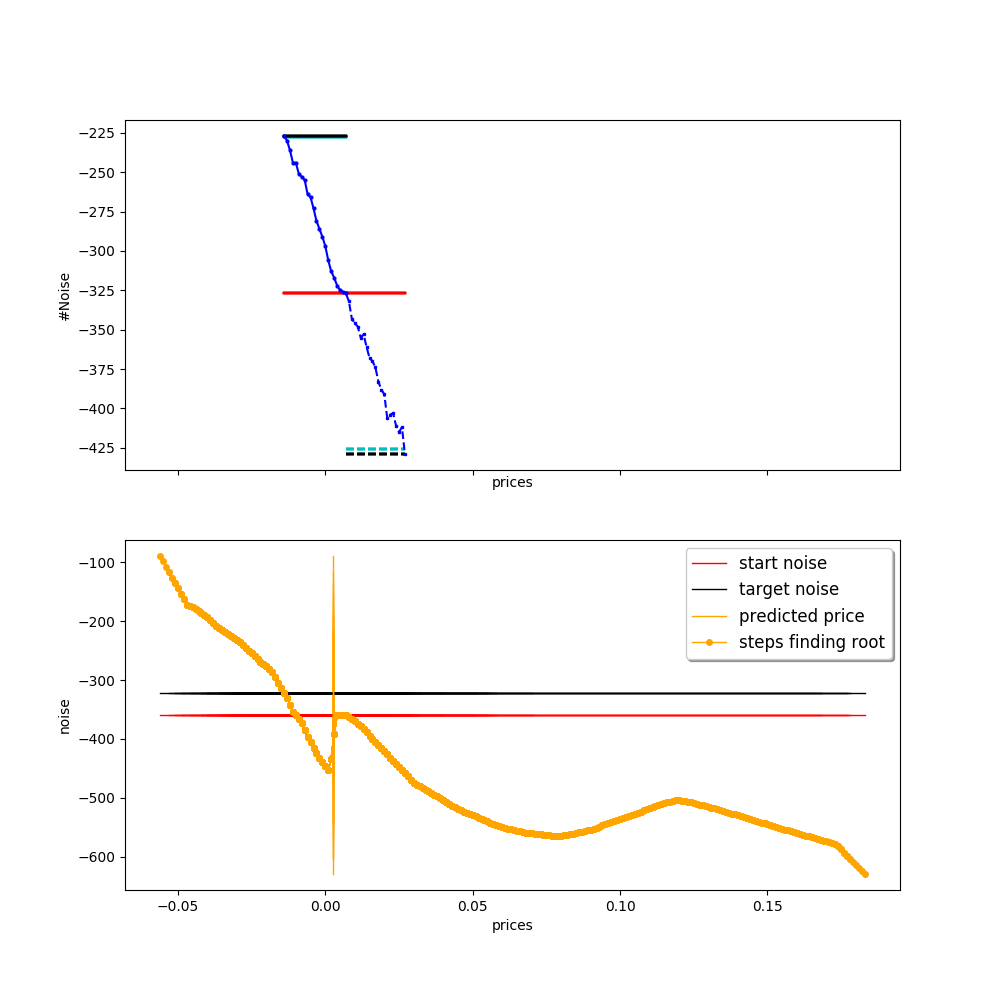 −225
−250
−275
−300
−325
−350
−375
−400
−425
#Noise
prices
−100
−200
−300
−400
−500
−600
noise
start noise
target noise
predicted price
steps finding root
−0.05 0.00 0.05 0.10 0.15
prices